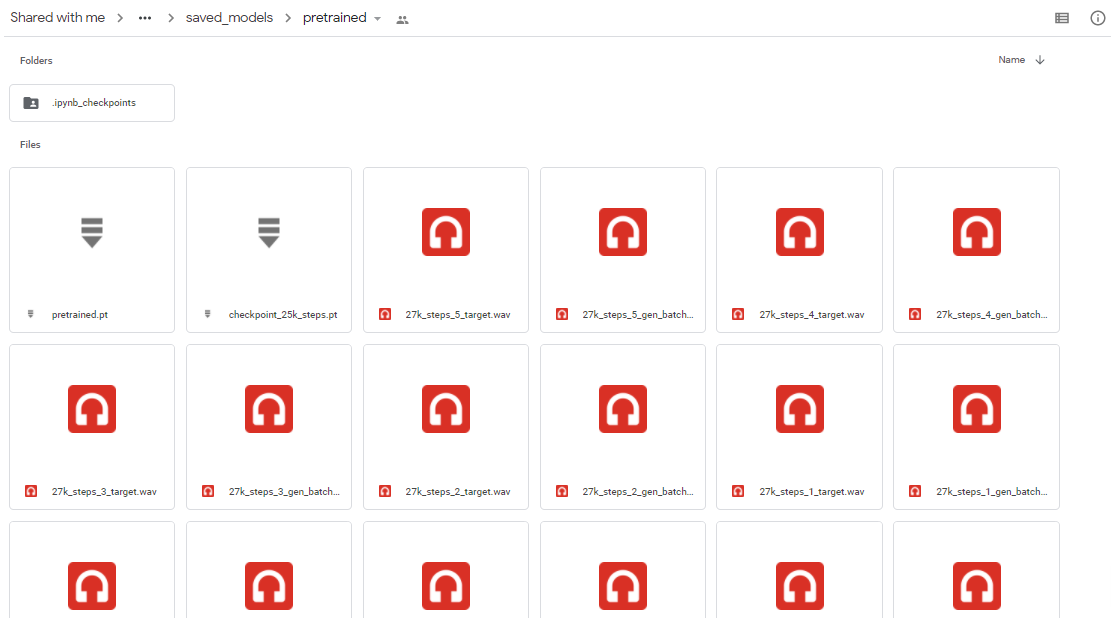 Shared with me > ••• > saved_models > pretrained
Folders
Name
.ipynb_checkpoints
Files
pretrained.pt
checkpoint_25k_steps.pt
27k_steps_5_target.wav
27k_steps_5_gen_batch...
27k_steps_4_target.wav
27k_steps_4_gen_batch...
27k_steps_3_target.wav
27k_steps_3_gen_batch...
27k_steps_2_target.wav
27k_steps_2_gen_batch...
27k_steps_1_target.wav
27k_steps_1_gen_batch...